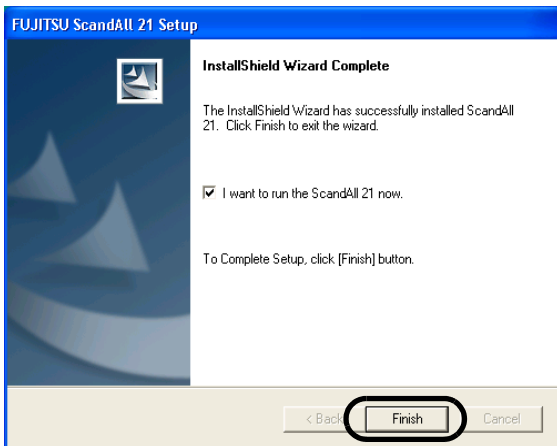 FUJITSU ScandAll 21 Setup
InstallShield Wizard Complete
The InstallShield Wizard has successfully installed ScandAll
21. Click Finish to exit the wizard.
I want to run the ScandAll 21 now.
To Complete Setup, click [Finish] button.
< Back Finish Cancel